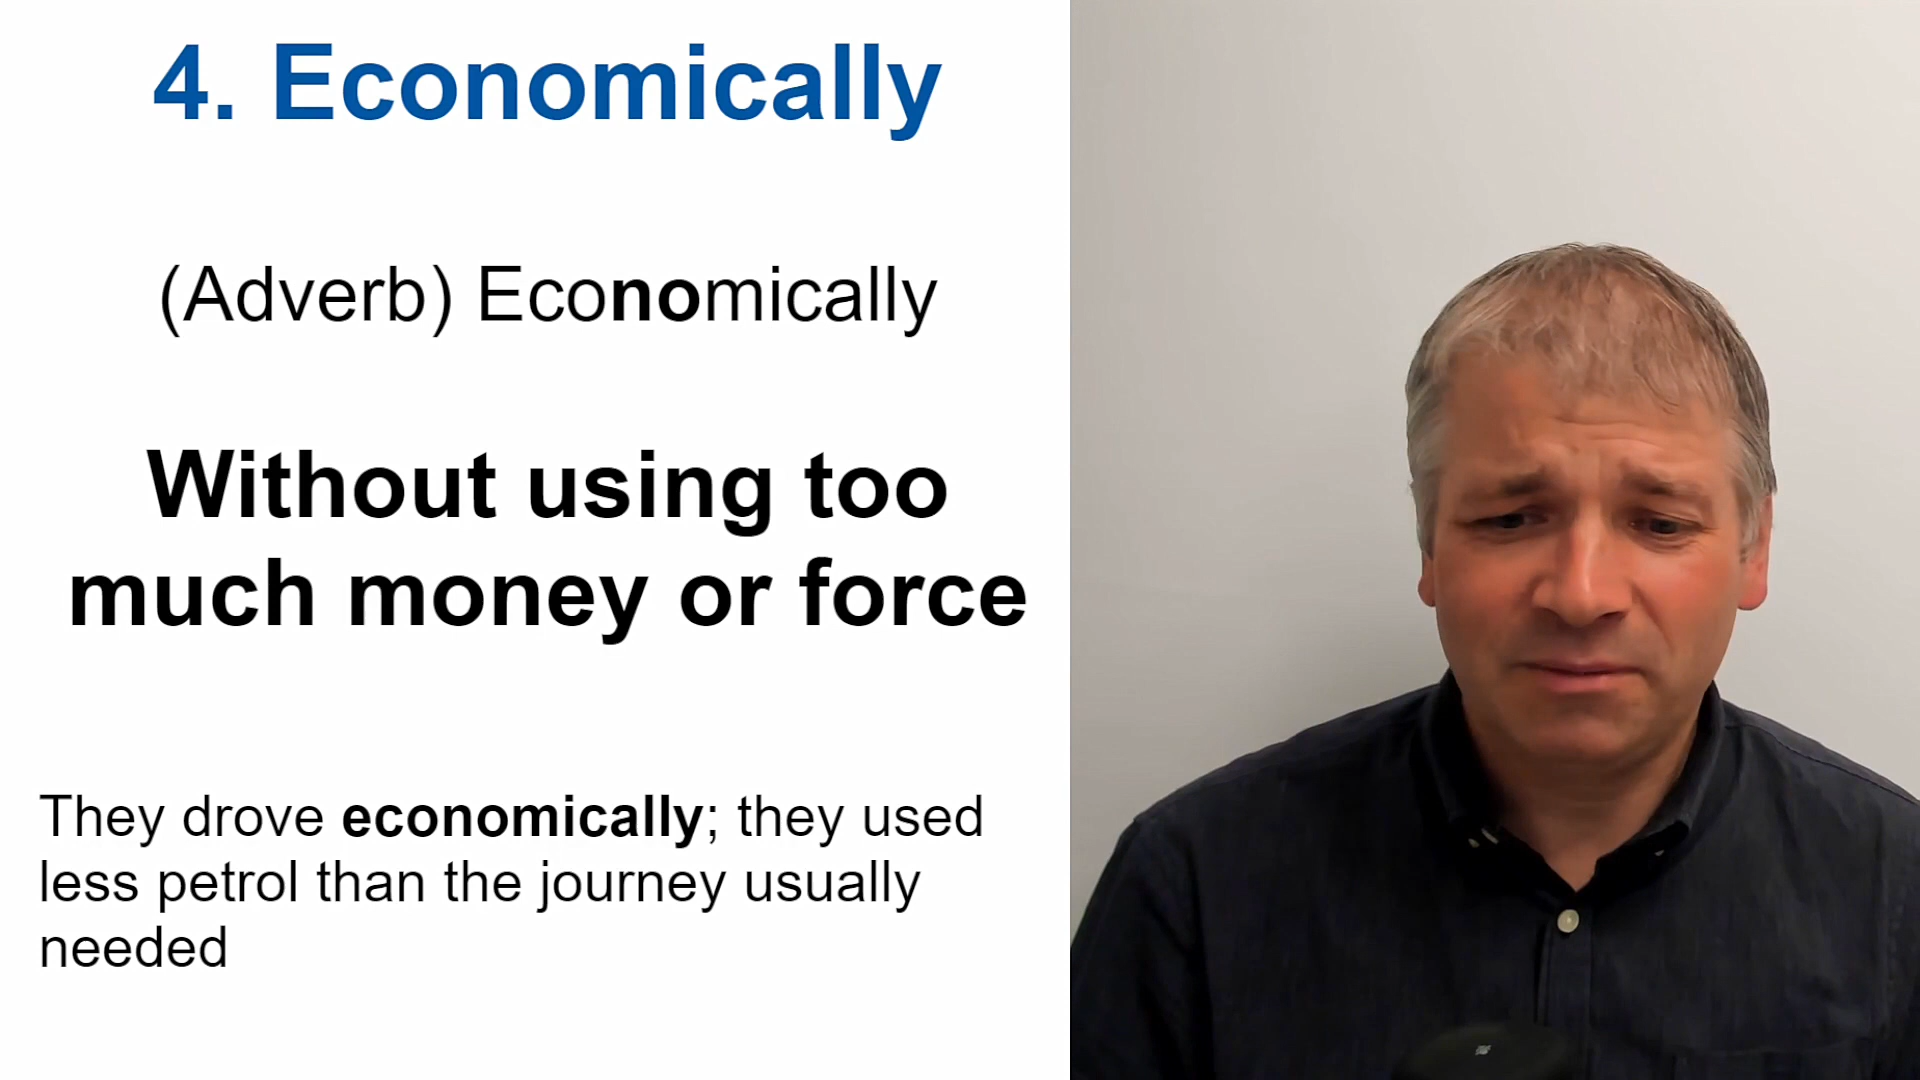 4. Economically
(Adverb) Economically
Without using too
much money or force
They drove economically; they used
less petrol than the journey usually
needed